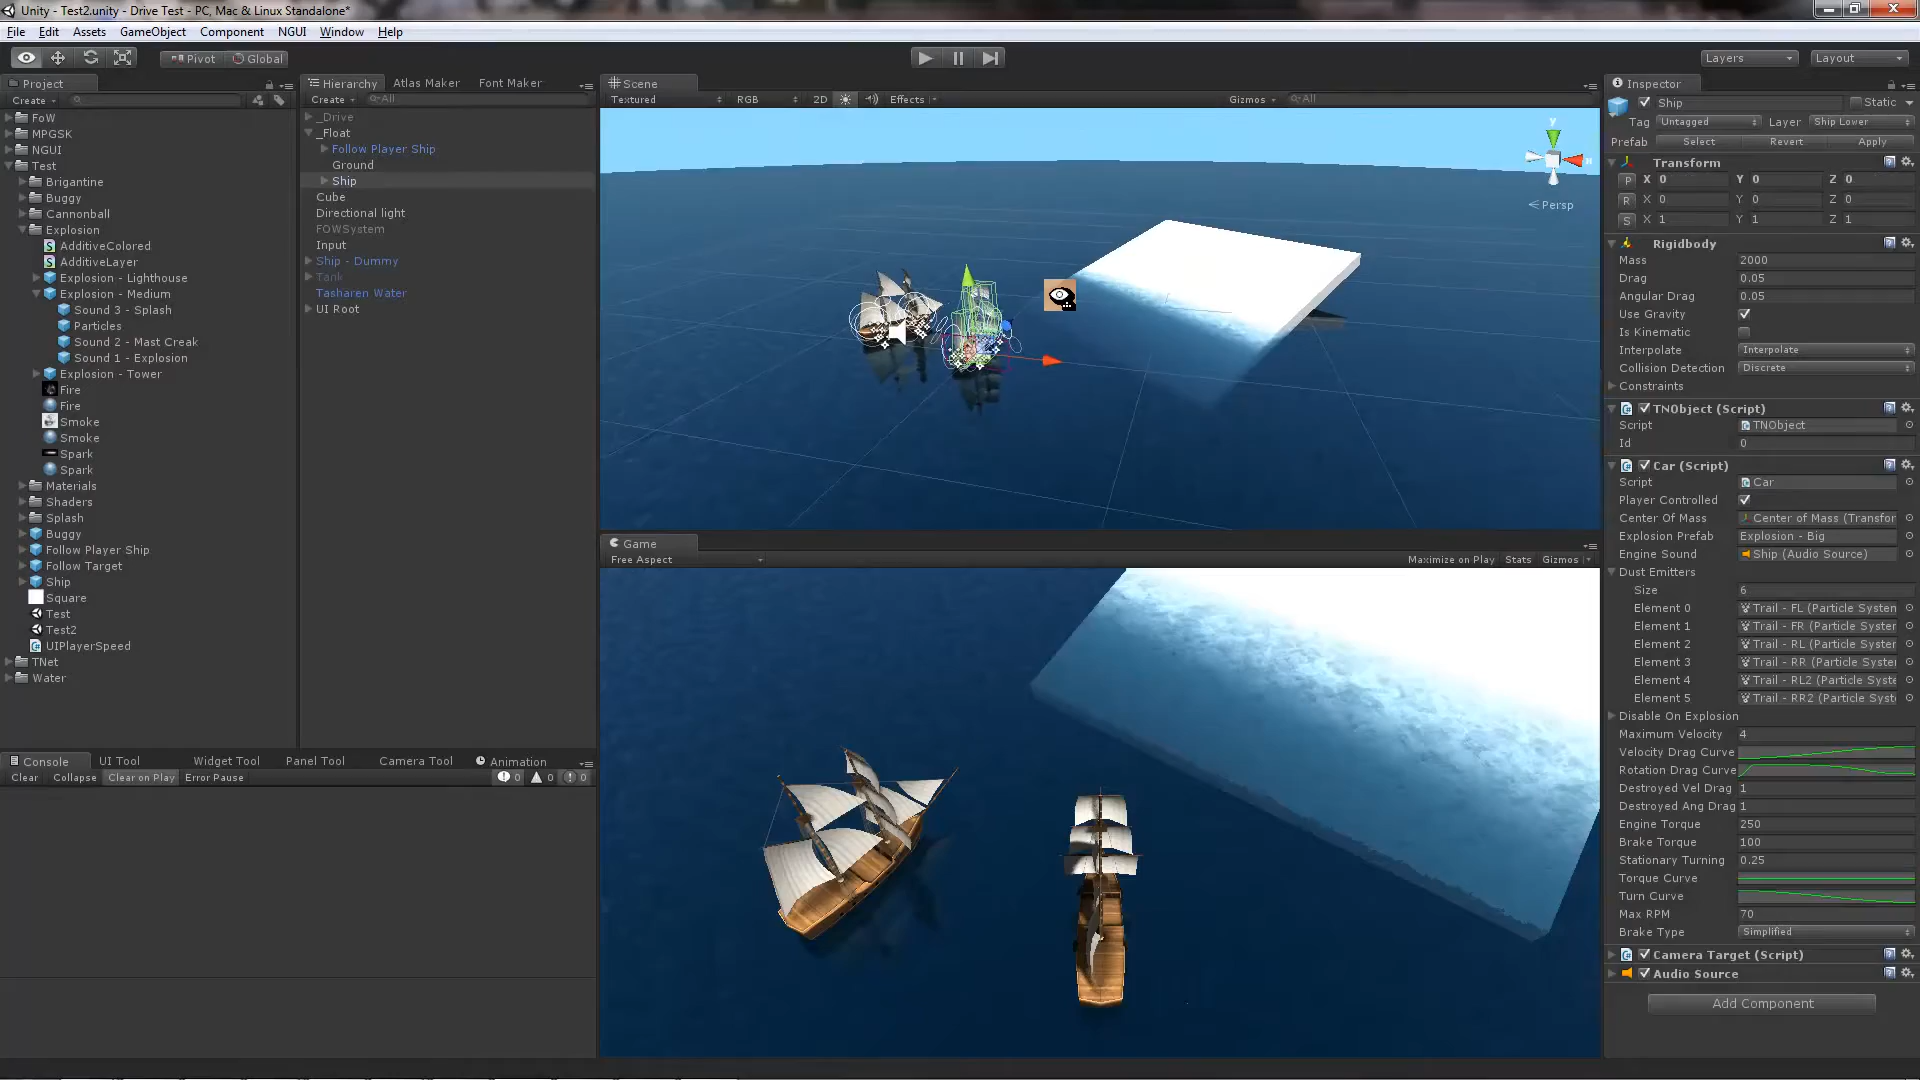 Unity - Test2.unity - Drive Test - PC, Mac & Linux Standalone*
File Edit Assets GameObject Component NGUI Window Help
Pivot Global Layers Layout
Project
Create
FoW
MPGSK
NGUI
Test
Brigantine
Buggy
Cannonball
Explosion
AdditiveColored
AdditiveLayer
Explosion - Lighthouse
Explosion - Medium
Sound 3 - Splash
Particles
Sound 2 - Mast Creak
Sound 1 - Explosion
Explosion - Tower
Fire
Fire
Smoke
Smoke
Spark
Spark
Materials
Shaders
Splash
Buggy
Follow Player Ship
Follow Target
Ship
Square
Test
Test2
UIPlayerSpeed
TNet
Water
Hierarchy Atlas Maker Font Maker
Create All
_Drive
_Float
Follow Player Ship
Ground
Ship
Cube
Directional light
FOWSystem
Input
Ship - Dummy
Tank
Tasharen Water
UI Root
Console UI Tool Widget Tool Panel Tool Camera Tool Animation
Clear Collapse Clear on Play Error Pause 0 0 0
Scene
Textured RGB 2D Effects Gizmos All
y
Persp
Game
Free Aspect Maximize on Play Stats Gizmos
Inspector
Ship Static
Tag Untagged Layer Ship Lower
Prefab Select Revert Apply
Transform
P X 0 Y 0 Z 0
R X 0 Y 0 Z 0
S X 1 Y 1 Z 1
Rigidbody
Mass 2000
Drag 0.05
Angular Drag 0.05
Use Gravity
Is Kinematic
Interpolate Interpolate
Collision Detection Discrete
Constraints
TNObject (Script)
Script TNObject
Id 0
Car (Script)
Script Car
Player Controlled
Center Of Mass Center of Mass (Transfor
Explosion Prefab Explosion - Big
Engine Sound Ship (Audio Source)
Dust Emitters
Size 6
Element 0 Trail - FL (Particle System
Element 1 Trail - FR (Particle System
Element 2 Trail - RL (Particle System
Element 3 Trail - RR (Particle System
Element 4 Trail - RL2 (Particle Syst
Element 5 Trail - RR2 (Particle Syst
Disable On Explosion
Maximum Velocity 4
Velocity Drag Curve
Rotation Drag Curve
Destroyed Vel Drag 1
Destroyed Ang Drag 1
Engine Torque 250
Brake Torque 100
Stationary Turning 0.25
Torque Curve
Turn Curve
Max RPM 70
Brake Type Simplified
Camera Target (Script)
Audio Source
Add Component